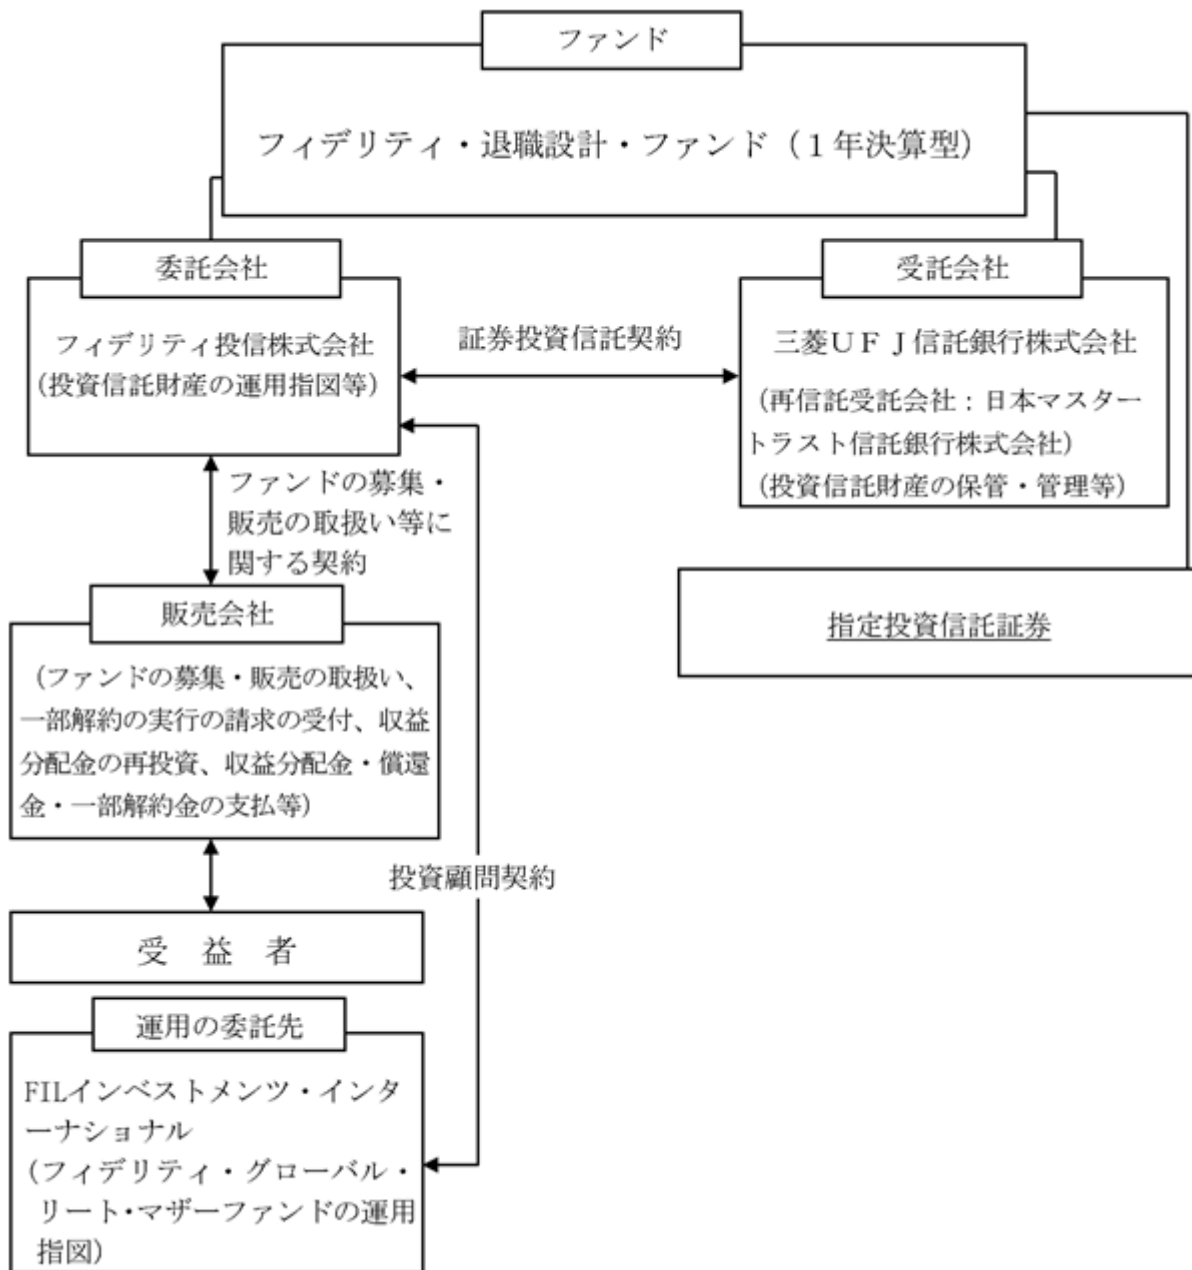 ファンド
フィデリティ・退職設計・ファンド（１年決算型）
委託会社
フィデリティ投信株式会社
（投資信託財産の運用指図等）
証券投資信託契約
受託会社
三菱ＵＦＪ信託銀行株式会社
（再信託受託会社：日本マスター
トラスト信託銀行株式会社）
（投資信託財産の保管・管理等）
ファンドの募集・
販売の取扱い等に
関する契約
指定投資信託証券
販売会社
（ファンドの募集・販売の取扱い、
一部解約の実行の請求の受付、収益
分配金の再投資、収益分配金・償還
金・一部解約金の支払等）
投資顧問契約
受　益　者
運用の委託先
FILインベストメンツ・インタ
ーナショナル
（フィデリティ・グローバル・
リート・マザーファンドの運用
指図）